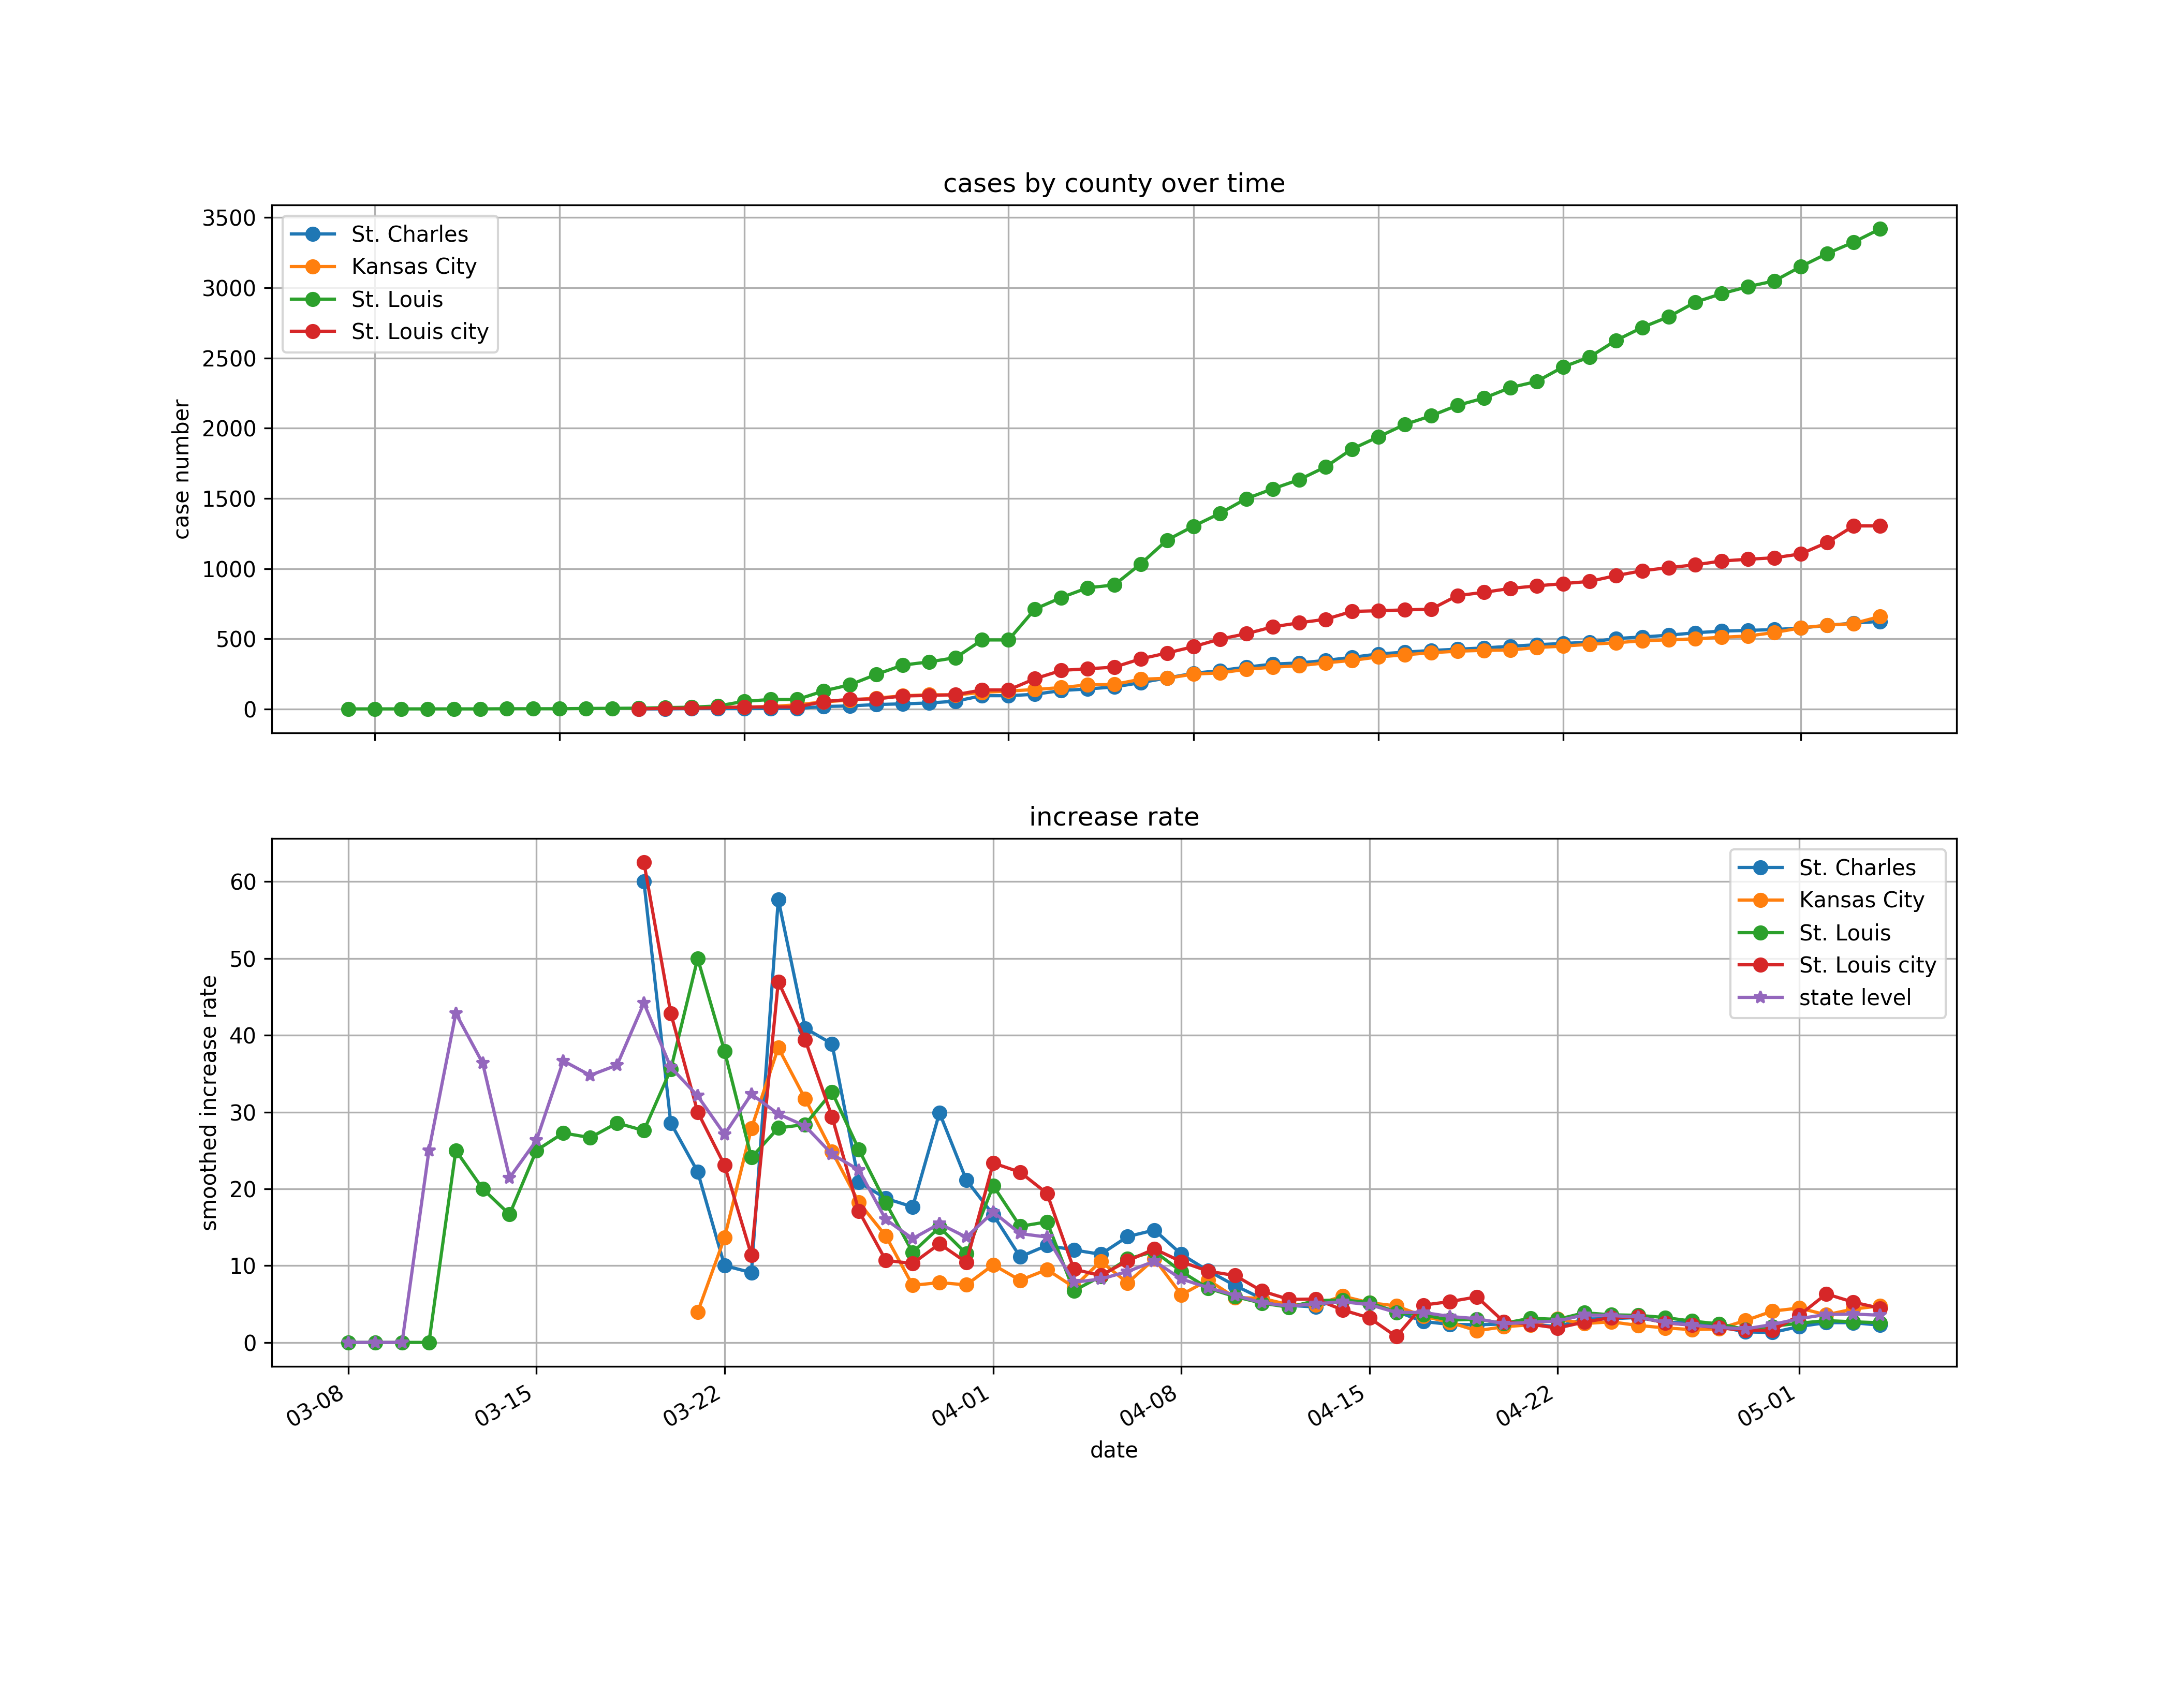 cases by county over time
3500
3000
2500
2000
1500
1000
500
0
case number
St. Charles
Kansas City
St. Louis
St. Louis city
increase rate
60
50
40
30
20
10
0
smoothed increase rate
St. Charles
Kansas City
St. Louis
St. Louis city
state level
03-08
03-15
03-22
04-01
04-08
04-15
04-22
05-01
date